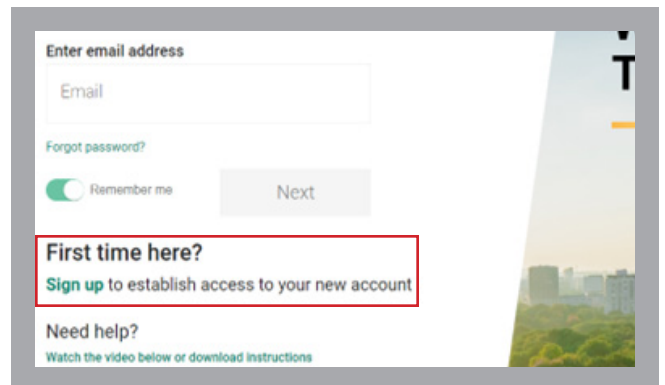 Enter email address
Email
Forgot password?
Remember me
Next
First time here?
Sign up to establish access to your new account
Need help?
Watch the video below or download instructions
T